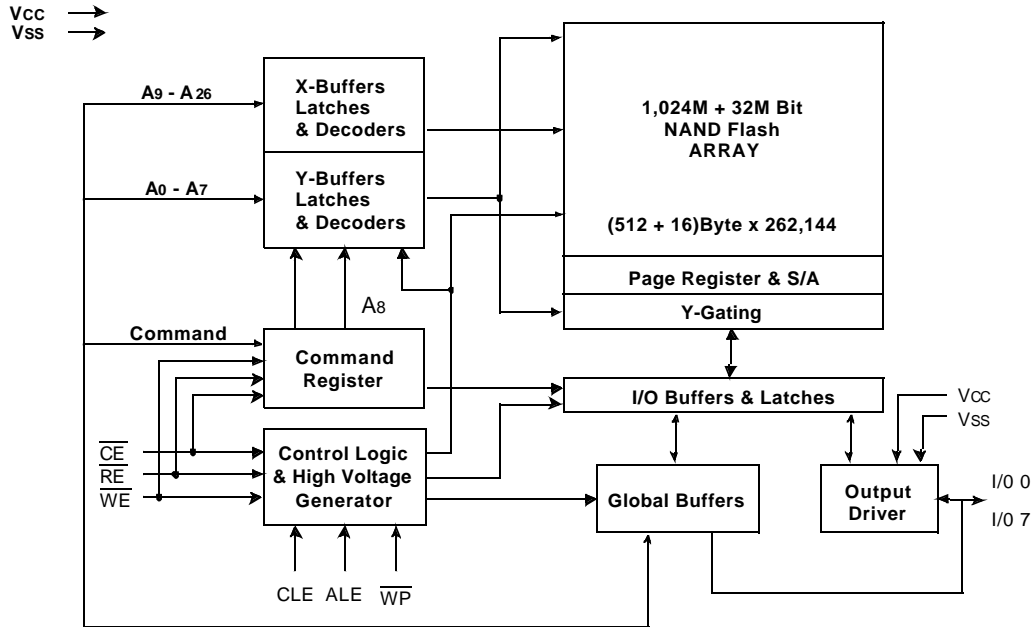 VCC
VSS
A9 - A26
X-Buffers
Latches
& Decoders
1,024M + 32M Bit
NAND Flash
ARRAY
A0 - A7
Y-Buffers
Latches
& Decoders
(512 + 16)Byte x 262,144
Page Register & S/A
Y-Gating
A8
Command
Command
Register
I/O Buffers & Latches
VCC
VSS
CE
RE
WE
Control Logic
& High Voltage
Generator
Global Buffers
Output
Driver
I/0 0
I/0 7
CLE ALE WP